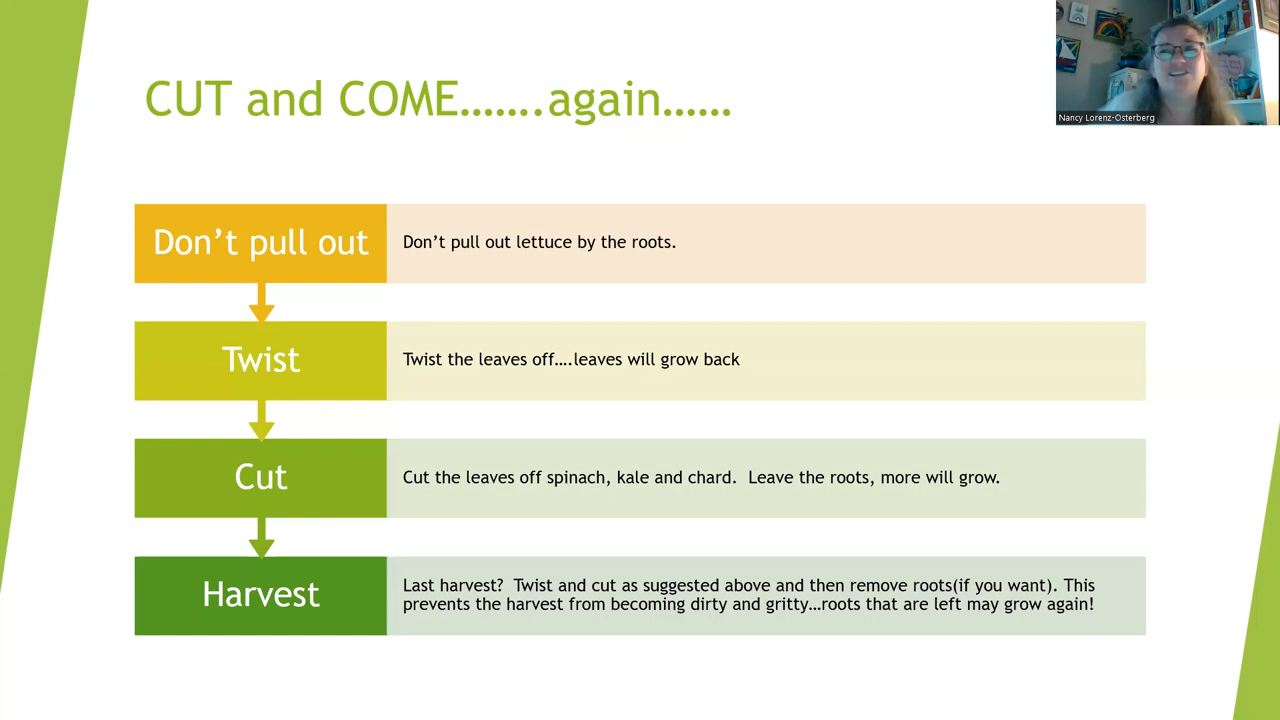 CUT and COME.......again......
Nancy Lorenz-Osterberg
Don't pull out
Don't pull out lettuce by the roots.
Twist
Twist the leaves off....leaves will grow back
Cut
Cut the leaves off spinach, kale and chard.  Leave the roots, more will grow.
Harvest
Last harvest?  Twist and cut as suggested above and then remove roots(if you want). This
prevents the harvest from becoming dirty and gritty…roots that are left may grow again!